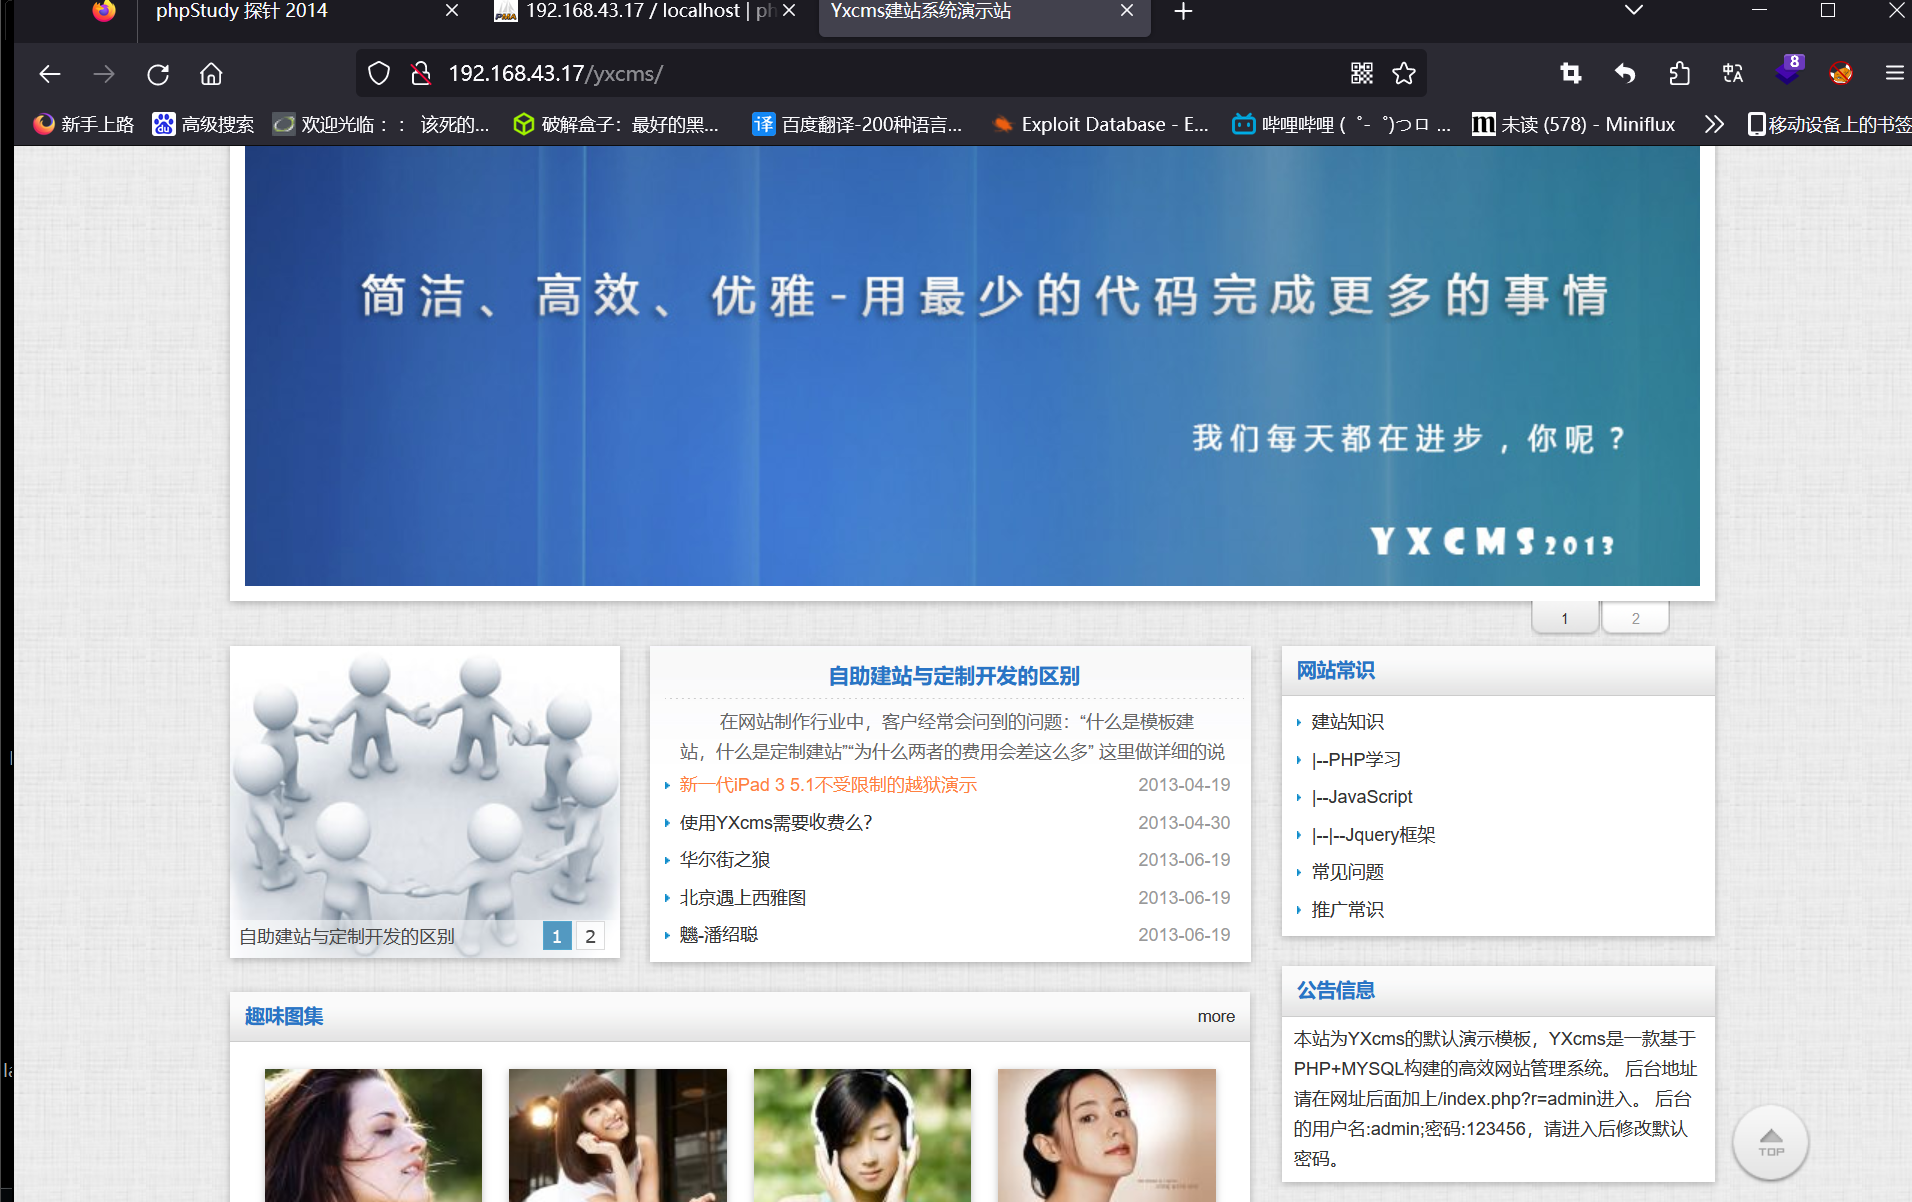 phpStudy 探针 2014
192.168.43.17 / localhost | ph
Yxcms建站系统演示站
192.168.43.17/yxcms/
8
新手上路
高级搜索
欢迎光临：： 该死的...
破解盒子：最好的黑...
译 百度翻译-200种语言...
Exploit Database - E...
哔哩哔哩 ( ゜- ゜)つロ ...
未读 (578) - Miniflux
移动设备上的书签
简洁、高效、优雅-用最少的代码完成更多的事情
我们每天都在进步，你呢？
YXCMS2013
1
2
自助建站与定制开发的区别
1
2
自助建站与定制开发的区别
在网站制作行业中，客户经常会问到的问题：“什么是模板建
站，什么是定制建站”“为什么两者的费用会差这么多” 这里做详细的说
新一代iPad 3 5.1不受限制的越狱演示 2013-04-19
使用YXcms需要收费么? 2013-04-30
华尔街之狼 2013-06-19
北京遇上西雅图 2013-06-19
魑-潘绍聪 2013-06-19
网站常识
建站知识
|--PHP学习
|--JavaScript
|--|--Jquery框架
常见问题
推广常识
趣味图集
more
公告信息
本站为YXcms的默认演示模板，YXcms是一款基于
PHP+MYSQL构建的高效网站管理系统。 后台地址
请在网址后面加上/index.php?r=admin进入。 后台
的用户名:admin;密码:123456，请进入后修改默认
密码。
TOP